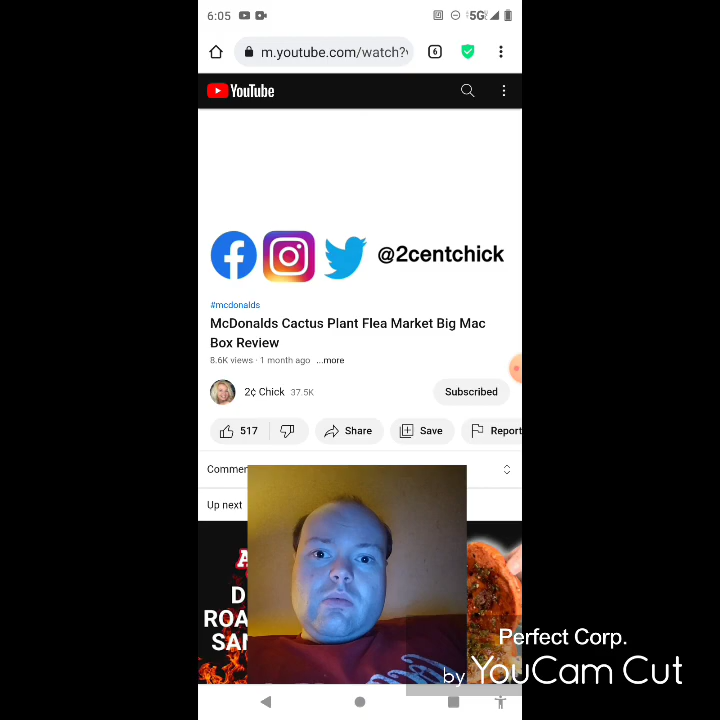 6:05 5G
6 m.youtube.com/watch?v
YouTube
@2centchick
#mcdonalds
McDonalds Cactus Plant Flea Market Big Mac
Box Review
8.6K views · 1 month ago ...more
2¢ Chick 37.5K Subscribed
517 Share Save Report
Commen
Up next
A
D
ROA
SAN
Perfect Corp.
by YouCam Cut